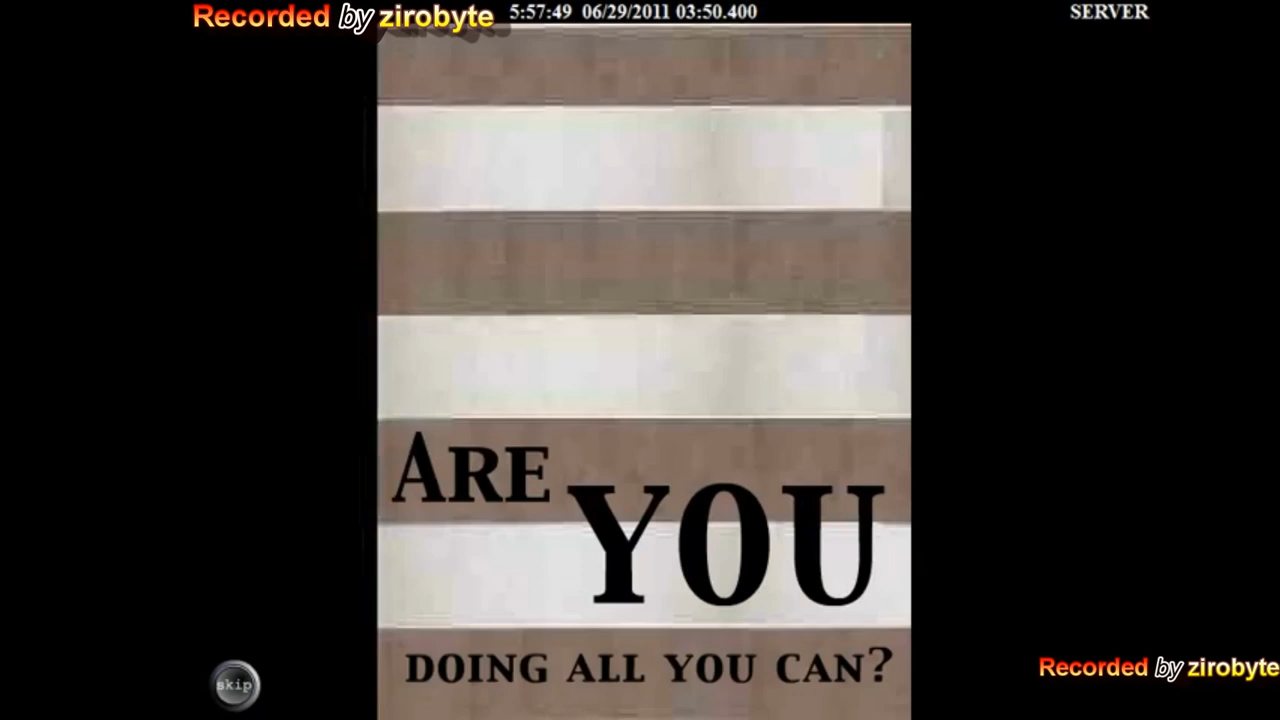 Recorded by zirobyte 5:57:49 06/29/2011 03:50.400 SERVER
ARE
YOU
DOING ALL YOU CAN?
skip
Recorded by zirobyte